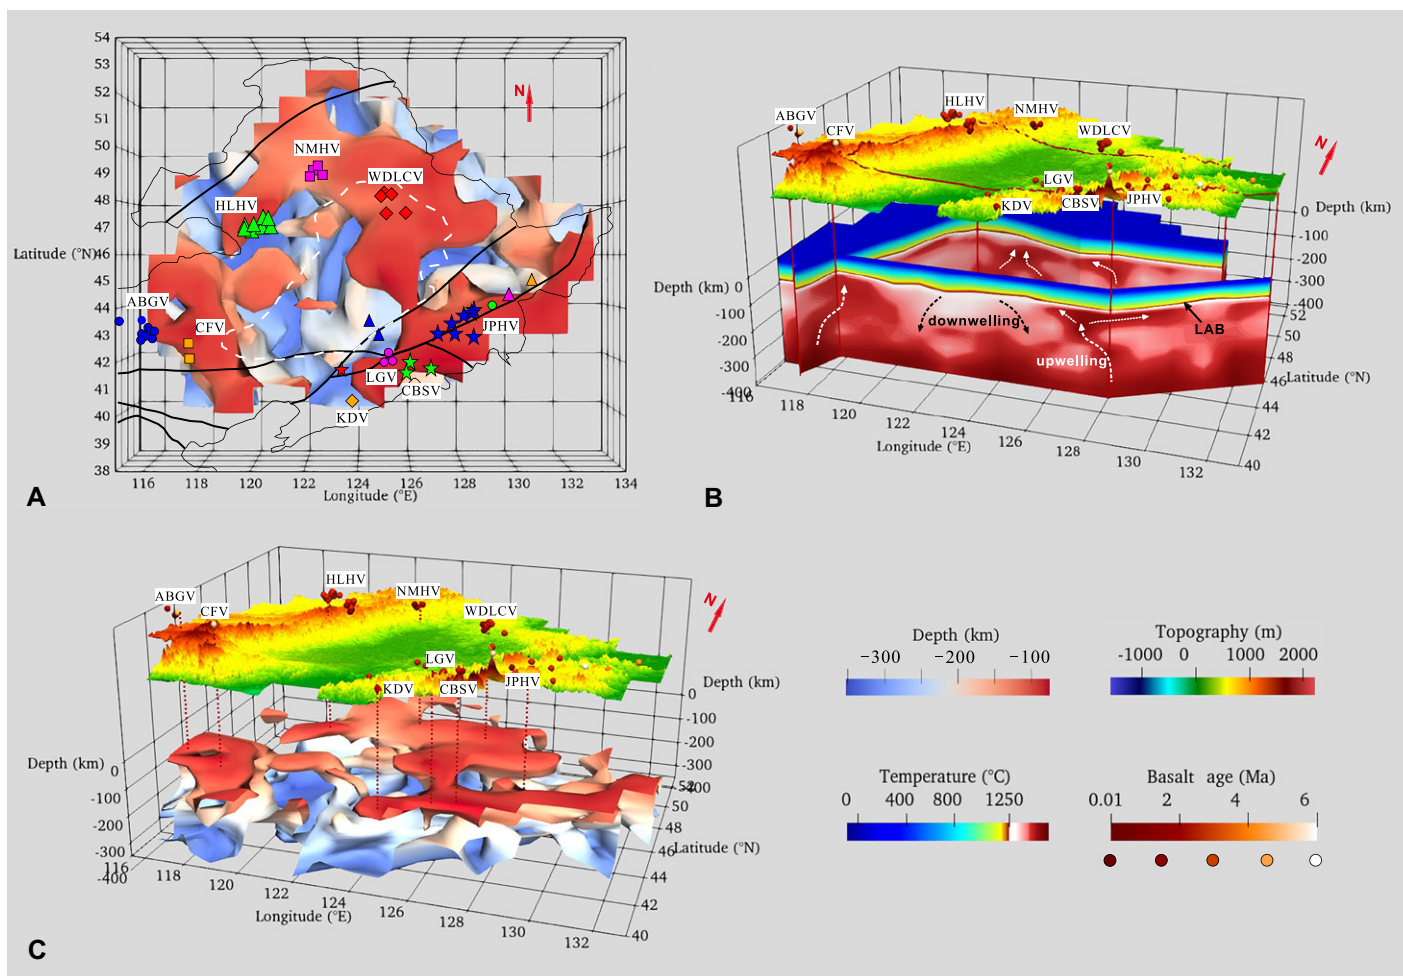 54
53
52
51
50
49
48
47
46
45
44
43
42
41
40
39
38
Latitude (°N)
116
118
120
122
124
126
128
130
132
134
Longitude (°E)
N
NMHV
WDLCV
HLHV
ABGV
CFV
JPHV
LGV
CBSV
KDV
A
HLHV
NMHV
ABGV
CFV
WDLCV
N
LGV
KDV
CBSV
JPHV
0
Depth (km)
-100
-200
-300
-400
52
50
48
46
Latitude (°N)
44
42
40
Depth (km)
0
-100
-200
-300
-400
116
118
120
122
124
126
128
130
132
Longitude (°E)
downwelling
upwelling
LAB
B
HLHV
NMHV
ABGV
CFV
WDLCV
N
LGV
KDV
CBSV
JPHV
0
Depth (km)
-100
-200
-300
-400
52
50
48
46
Latitude (°N)
44
42
40
Depth (km)
0
-100
-200
-300
-400
116
118
120
122
124
126
128
130
132
Longitude (°E)
C
Depth (km)
−300 −200 −100
Topography (m)
-1000 0 1000 2000
Temperature (°C)
0 400 800 1250
Basalt age (Ma)
0.01 2 4 6